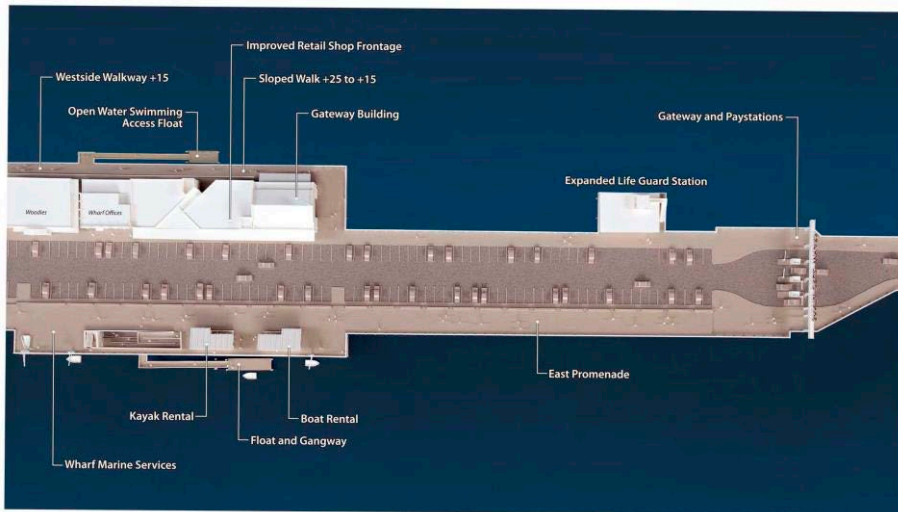 Improved Retail Shop Frontage
Westside Walkway +15
Sloped Walk +25 to +15
Open Water Swimming
Access Float
Gateway Building
Gateway and Paystations
Expanded Life Guard Station
Woodies
Wharf Offices
East Promenade
Kayak Rental
Boat Rental
Float and Gangway
Wharf Marine Services